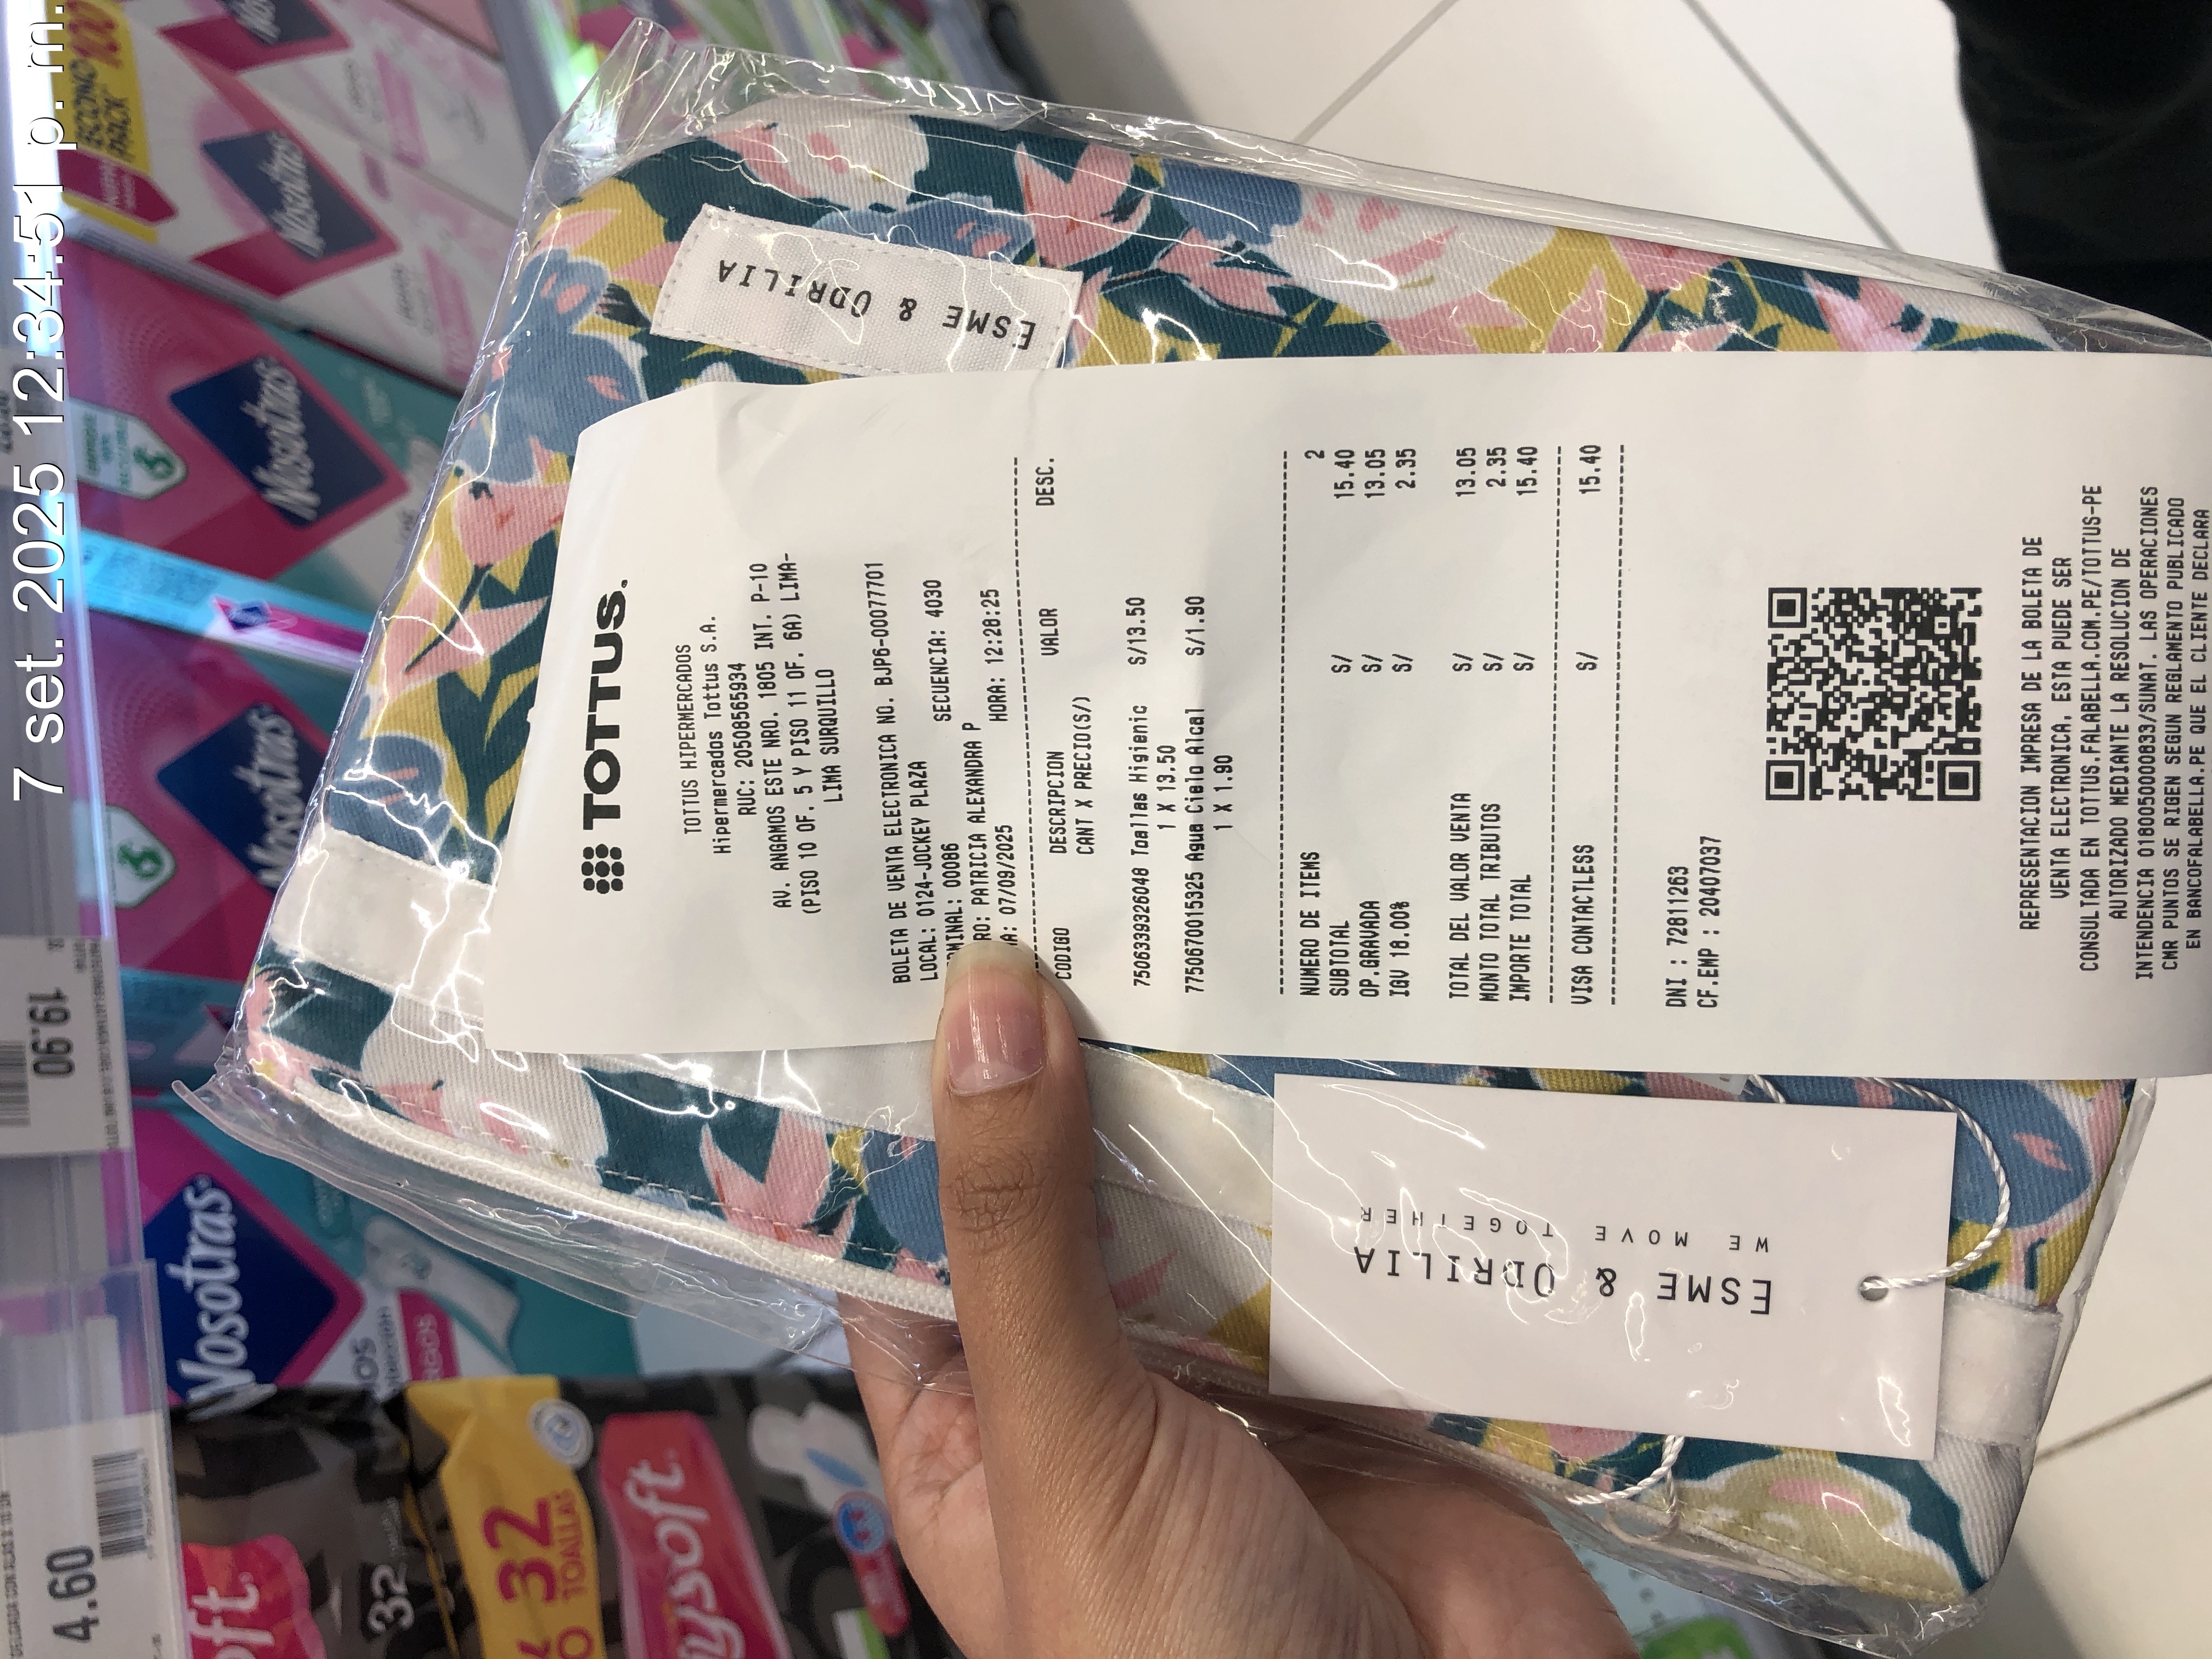 7 set. 2025 12:34:51 p. m.
4.60
19.90
ECONO
PACK 100
Nosotras
Nosotras
Nosotras
Nosotras
oft.
32
32
TOALLAS
ysoft.
TOTTUS.
TOTTUS HIPERMERCADOS
Hipermercados Tottus S.A.
RUC: 20508565934
AV. ANGAMOS ESTE NRO. 1805 INT. P-10
(PISO 10 OF. 5 Y PISO 11 OF. 6A) LIMA-
LIMA SURQUILLO
BOLETA DE VENTA ELECTRONICA NO. BJP6-00077701
LOCAL: 0124-JOCKEY PLAZA
MINAL: 00086 SECUENCIA: 4030
RO: PATRICIA ALEXANDRA P
A: 07/09/2025 HORA: 12:28:25
CODIGO DESCRIPCION VALOR DESC.
CANT X PRECIO(S/)
7506339326048 Toallas Higienic S/13.50
1 X 13.50
7750670015325 Agua Cielo Alcal S/1.90
1 X 1.90
NUMERO DE ITEMS 2
SUBTOTAL S/ 15.40
OP.GRAVADA S/ 13.05
IGV 18.00% S/ 2.35
TOTAL DEL VALOR VENTA S/ 13.05
MONTO TOTAL TRIBUTOS S/ 2.35
IMPORTE TOTAL S/ 15.40
VISA CONTACTLESS S/ 15.40
DNI : 72811263
CF.EMP : 20407037
REPRESENTACION IMPRESA DE LA BOLETA DE
VENTA ELECTRONICA, ESTA PUEDE SER
CONSULTADA EN TOTTUS.FALABELLA.COM.PE/TOTTUS-PE
AUTORIZADO MEDIANTE LA RESOLUCION DE
INTENDENCIA 0180050000833/SUNAT. LAS OPERACIONES
CMR PUNTOS SE RIGEN SEGUN REGLAMENTO PUBLICADO
EN BANCOFALABELLA.PE QUE EL CLIENTE DECLARA
ESME & ODRILIA
ESME & ODRILIA
WE MOVE TOGETHER